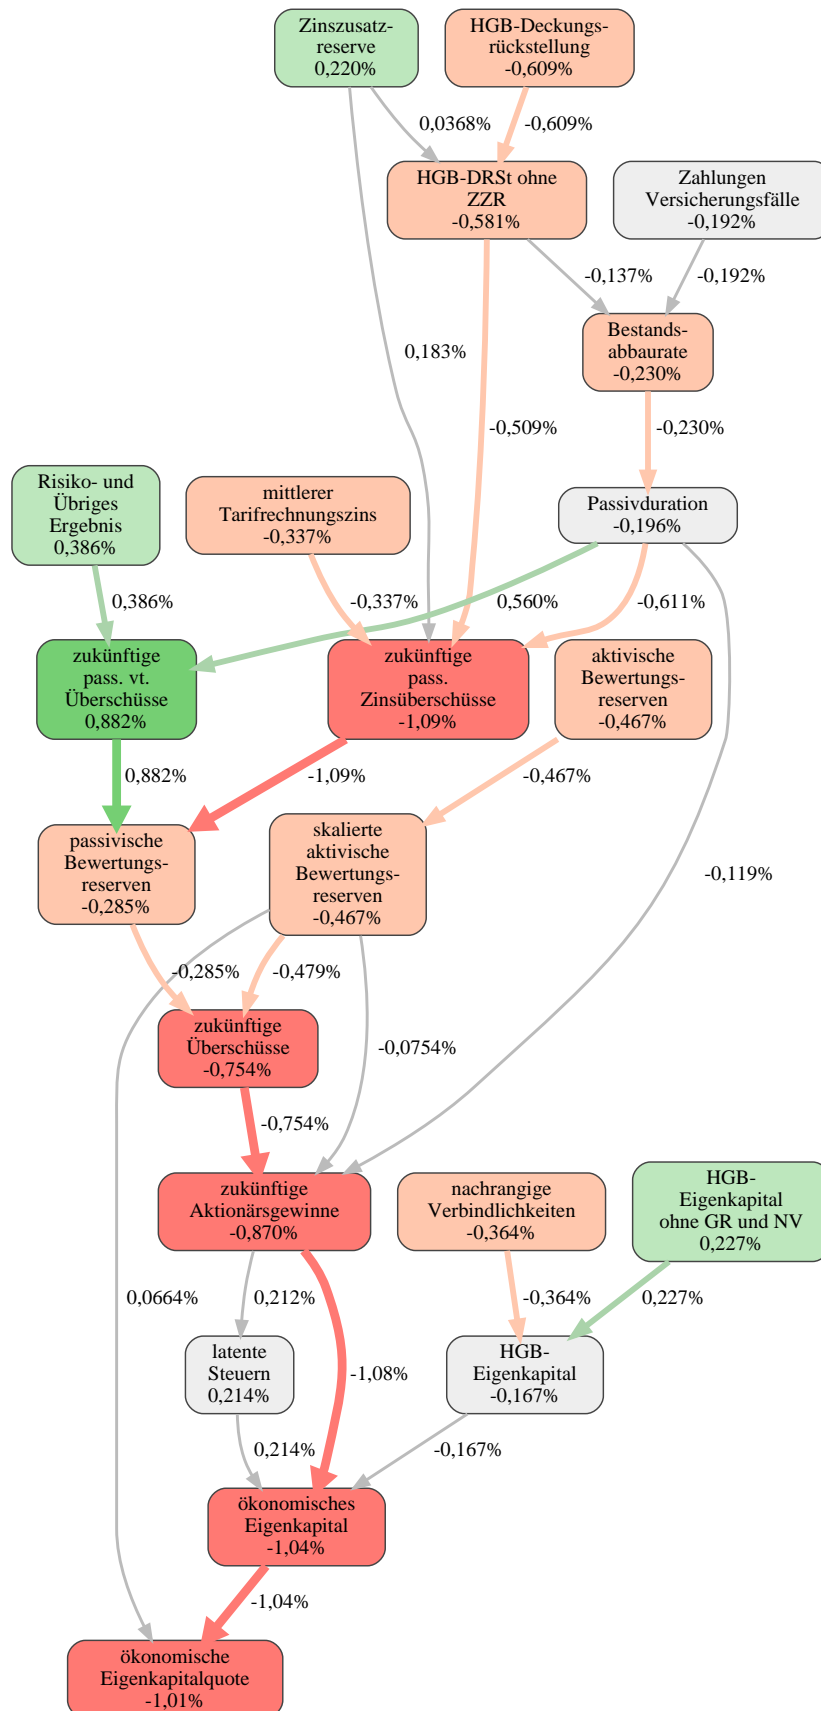 Zinszusatz-
reserve
0,220%
HGB-Deckungs-
rückstellung
-0,609%
0,0368%
-0,609%
HGB-DRSt ohne
ZZR
-0,581%
Zahlungen
Versicherungsfälle
-0,192%
-0,137%
-0,192%
Bestands-
abbaurate
-0,230%
0,183%
-0,509%
-0,230%
Risiko- und
Übriges
Ergebnis
0,386%
mittlerer
Tarifrechnungszins
-0,337%
Passivduration
-0,196%
0,386%
-0,337%
0,560%
-0,611%
zukünftige
pass. vt.
Überschüsse
0,882%
zukünftige
pass.
Zinsüberschüsse
-1,09%
aktivische
Bewertungs-
reserven
-0,467%
0,882%
-1,09%
-0,467%
passivische
Bewertungs-
reserven
-0,285%
skalierte
aktivische
Bewertungs-
reserven
-0,467%
-0,119%
-0,285%
-0,479%
zukünftige
Überschüsse
-0,754%
-0,0754%
-0,754%
zukünftige
Aktionärsgewinne
-0,870%
nachrangige
Verbindlichkeiten
-0,364%
HGB-
Eigenkapital
ohne GR und NV
0,227%
0,0664%
0,212%
-0,364%
0,227%
latente
Steuern
0,214%
-1,08%
HGB-
Eigenkapital
-0,167%
0,214%
-0,167%
ökonomisches
Eigenkapital
-1,04%
-1,04%
ökonomische
Eigenkapitalquote
-1,01%